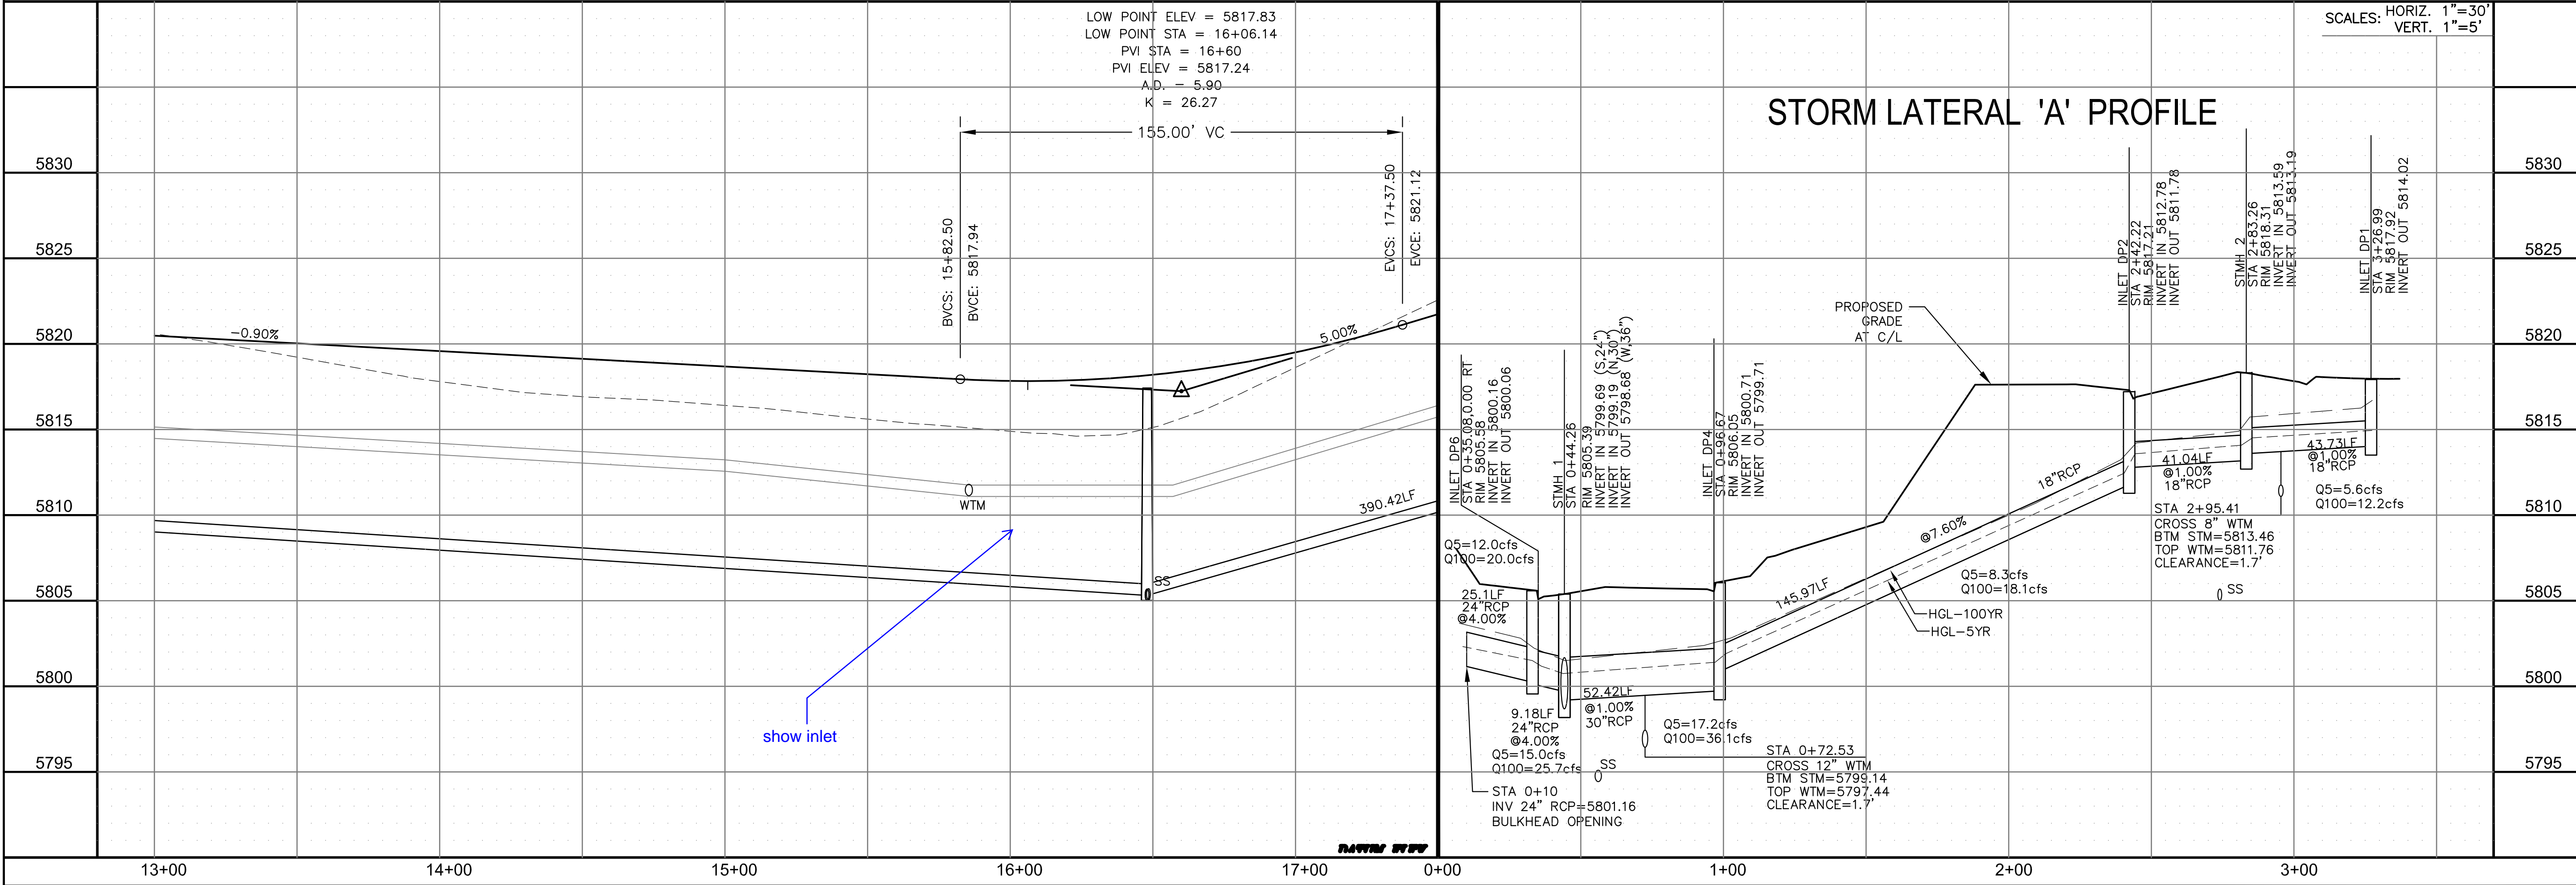 LOW POINT ELEV = 5817.83
LOW POINT STA = 16+06.14
PVI STA = 16+60
PVI ELEV = 5817.24
A.D. = 5.90
K = 26.27
155.00' VC
BVCS: 15+82.50
BVCE: 5817.94
EVCS: 17+37.50
EVCE: 5821.12
-0.90%
5.00%
WTM
SS
390.42LF
show inlet
5830
5825
5820
5815
5810
5805
5800
5795
13+00
14+00
15+00
16+00
17+00
SCALES: HORIZ. 1"=30'
VERT. 1"=5'
STORM LATERAL 'A' PROFILE
PROPOSED
GRADE
AT C/L
INLET DP6
STA 0+35.08,0.00 RT
RIM 5805.58
INVERT IN 5800.16
INVERT OUT 5800.06
STMH 1
STA 0+44.26
RIM 5805.39
INVERT IN 5799.69 (S,24")
INVERT IN 5799.19 (N,30")
INVERT OUT 5798.68 (W,36")
INLET DP4
STA 0+96.67
RIM 5806.05
INVERT IN 5800.71
INVERT OUT 5799.71
INLET DP2
STA 2+42.22
RIM 5817.21
INVERT IN 5812.78
INVERT OUT 5811.78
STMH 2
STA 2+83.26
RIM 5818.31
INVERT IN 5813.59
INVERT OUT 5813.19
INLET DP1
STA 3+26.99
RIM 5817.92
INVERT OUT 5814.02
Q5=12.0cfs
Q100=20.0cfs
25.1LF
24"RCP
@4.00%
9.18LF
24"RCP
@4.00%
Q5=15.0cfs
Q100=25.7cfs
STA 0+10
INV 24" RCP=5801.16
BULKHEAD OPENING
52.42LF
@1.00%
30"RCP
SS
Q5=17.2cfs
Q100=36.1cfs
STA 0+72.53
CROSS 12" WTM
BTM STM=5799.14
TOP WTM=5797.44
CLEARANCE=1.7'
145.97LF
@7.60%
18"RCP
Q5=8.3cfs
Q100=18.1cfs
HGL-100YR
HGL-5YR
41.04LF
@1.00%
18"RCP
STA 2+95.41
CROSS 8" WTM
BTM STM=5813.46
TOP WTM=5811.76
CLEARANCE=1.7'
SS
43.73LF
@1.00%
18"RCP
Q5=5.6cfs
Q100=12.2cfs
5830
5825
5820
5815
5810
5805
5800
5795
0+00
1+00
2+00
3+00